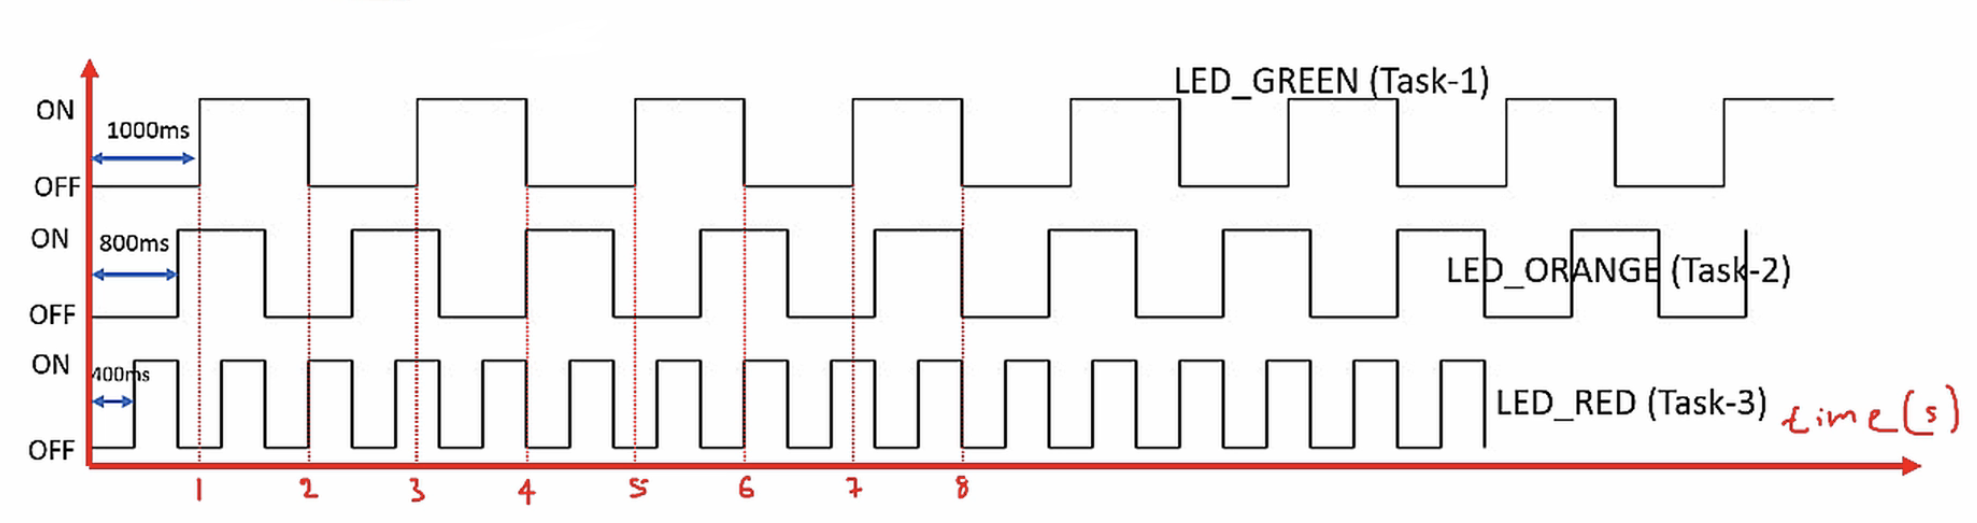 LED_GREEN (Task-1)
ON
1000ms
OFF
ON
800ms
LED_ORANGE (Task-2)
OFF
ON
400ms
LED_RED (Task-3)
time(s)
OFF
1 2 3 4 5 6 7 8